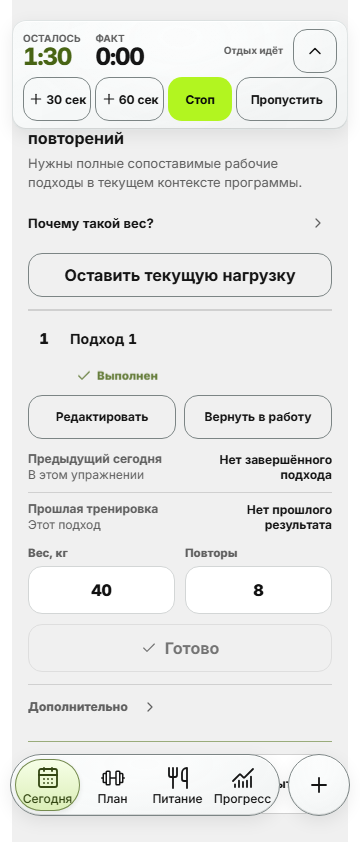 ОСТАЛОСЬ ФАКТ
1:30 0:00 Отдых идёт
+ 30 сек + 60 сек Стоп Пропустить
повторений
Нужны полные сопоставимые рабочие
подходы в текущем контексте программы.
Почему такой вес?
Оставить текущую нагрузку
1 Подход 1
Выполнен
Редактировать Вернуть в работу
Предыдущий сегодня Нет завершённого
В этом упражнении подхода
Прошлая тренировка Нет прошлого
Этот подход результата
Вес, кг Повторы
40 8
Готово
Дополнительно
Сегодня План Питание Прогресс